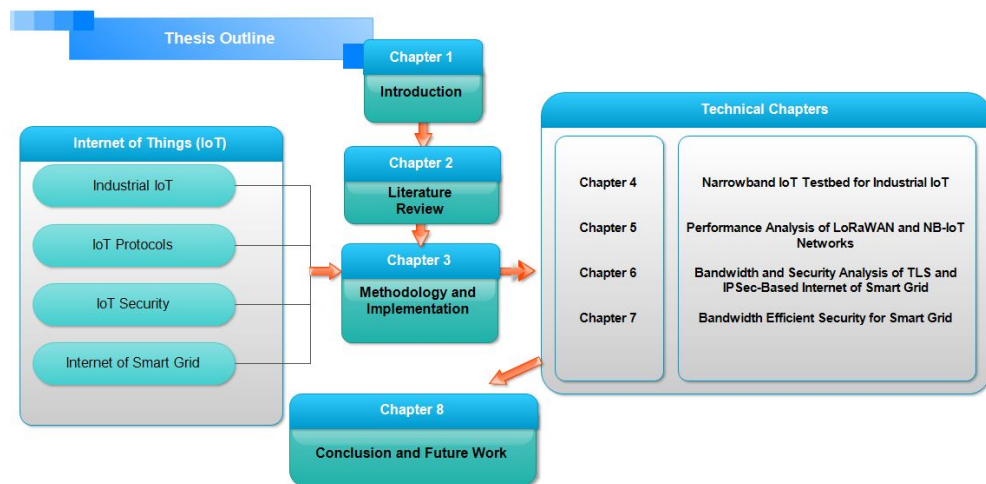 Thesis Outline
Chapter 1
Introduction
Chapter 2
Literature
Review
Chapter 3
Methodology and
Implementation
Internet of Things (IoT)
Industrial IoT
IoT Protocols
IoT Security
Internet of Smart Grid
Technical Chapters
Chapter 4
Narrowband IoT Testbed for Industrial IoT
Chapter 5
Performance Analysis of LoRaWAN and NB-IoT
Networks
Chapter 6
Bandwidth and Security Analysis of TLS and
IPSec-Based Internet of Smart Grid
Chapter 7
Bandwidth Efficient Security for Smart Grid
Chapter 8
Conclusion and Future Work